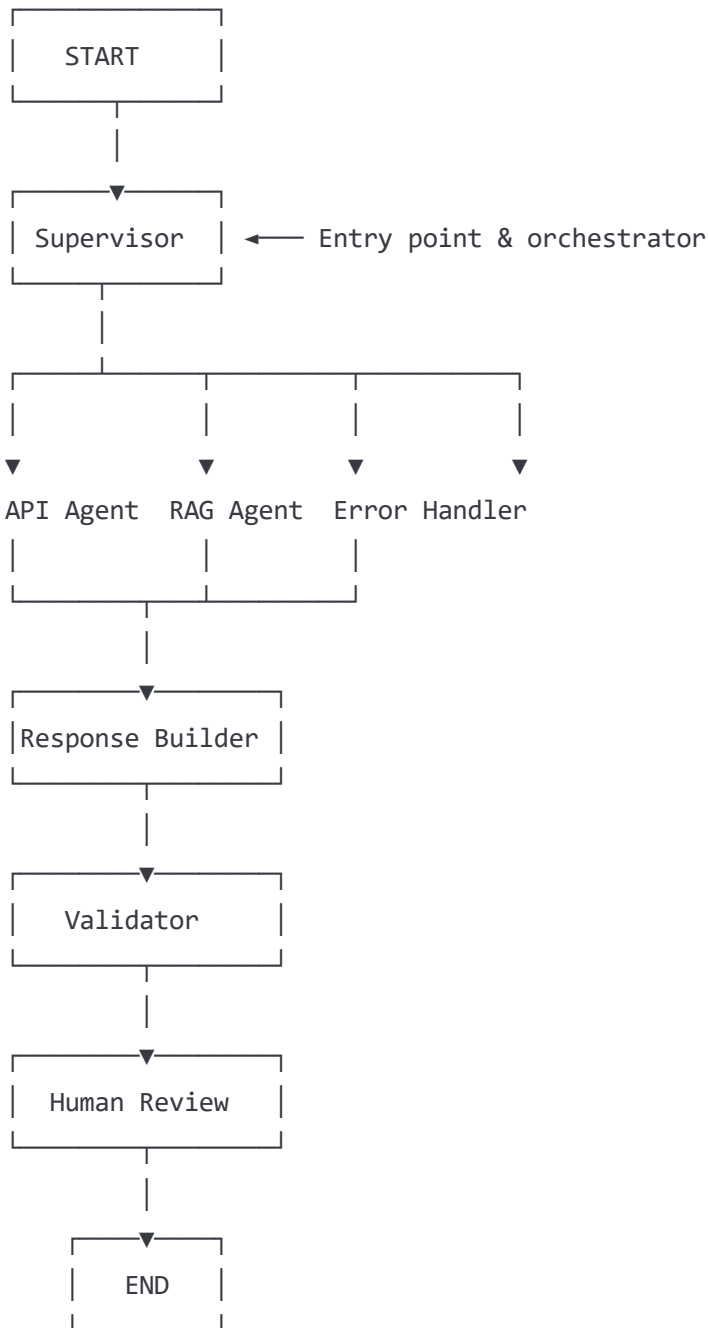 START
Supervisor
Entry point & orchestrator
API Agent RAG Agent Error Handler
Response Builder
Validator
Human Review
END